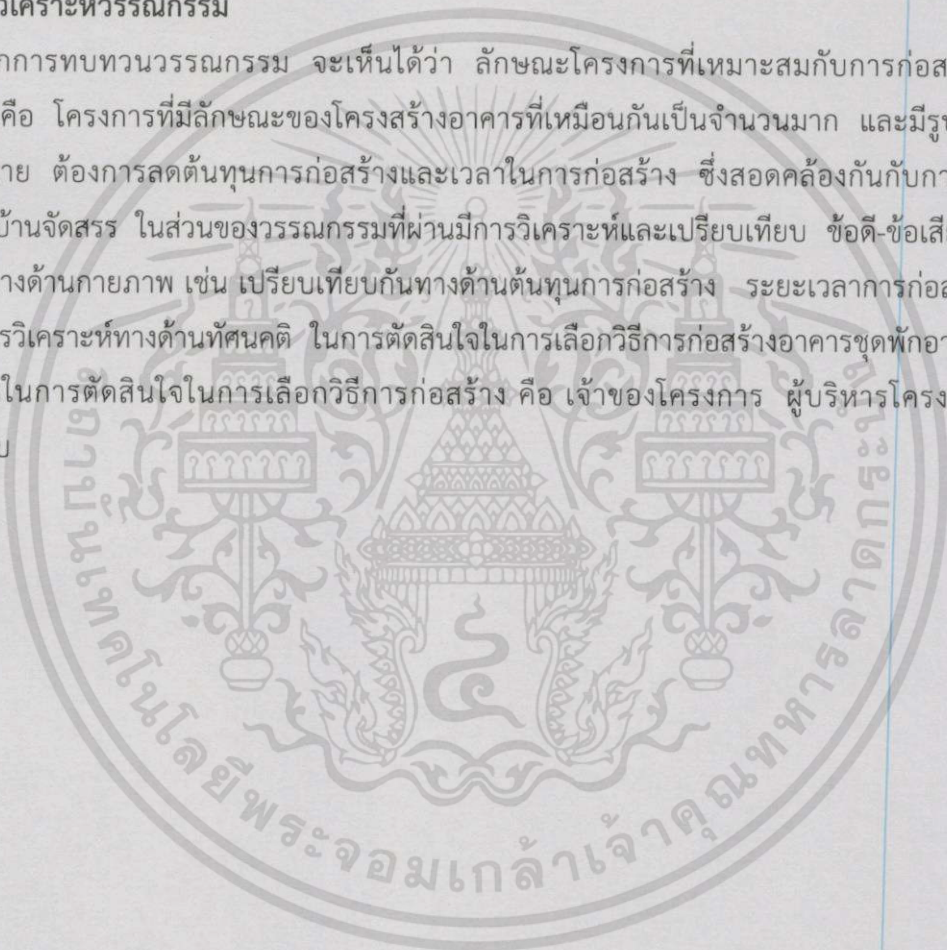 วิเคราะห์วรรณกรรม
กการทบทวนวรรณกรรม จะเห็นได้ว่า ลักษณะโครงการที่เหมาะสมกับการก่อส
คือ โครงการที่มีลักษณะของโครงสร้างอาคารที่เหมือนกันเป็นจำนวนมาก และมีรูป
าย ต้องการลดต้นทุนการก่อสร้างและเวลาในการก่อสร้าง ซึ่งสอดคล้องกันกับกา
บ้านจัดสรร ในส่วนของวรรณกรรมที่ผ่านมีการวิเคราะห์และเปรียบเทียบ ข้อดี-ข้อเสี
างด้านกายภาพ เช่น เปรียบเทียบกันทางด้านต้นทุนการก่อสร้าง ระยะเวลาการก่อส
รวิเคราะห์ทางด้านทัศนคติ ในการตัดสินใจในการเลือกวิธีการก่อสร้างอาคารชุดพักอา
ในการตัดสินใจในการเลือกวิธีการก่อสร้าง คือ เจ้าของโครงการ ผู้บริหารโครง
บ
สถาบันเทคโนโลยีพระจอมเกล้าเจ้าคุณทหารลาดกระบัง